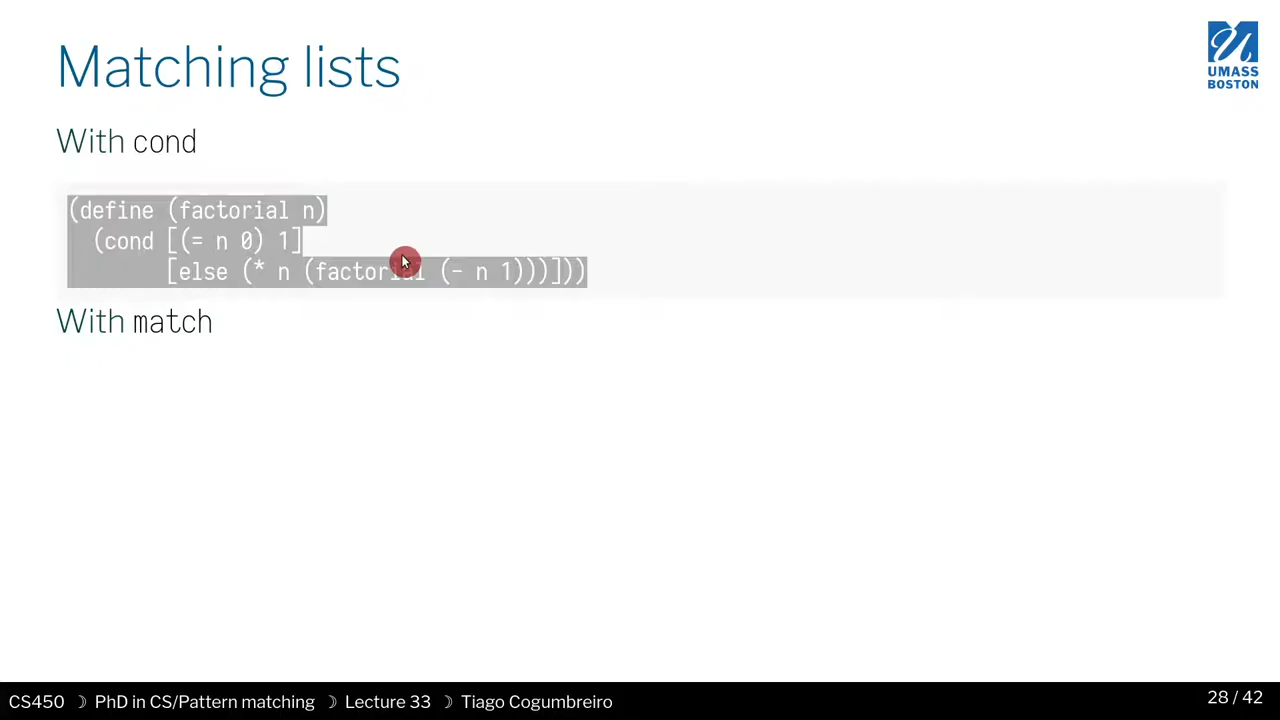 Matching lists
UMASS
BOSTON
With cond
(define (factorial n)
  (cond [(= n 0) 1]
        [else (* n (factorial (- n 1)))]))
With match
CS450 ☽ PhD in CS/Pattern matching ☽ Lecture 33 ☽ Tiago Cogumbreiro
28 / 42